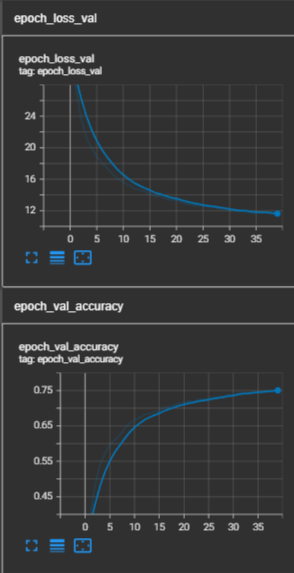 epoch_loss_val
epoch_loss_val
tag: epoch_loss_val
24
20
16
12
0 5 10 15 20 25 30 35
epoch_val_accuracy
epoch_val_accuracy
tag: epoch_val_accuracy
0.75
0.65
0.55
0.45
0 5 10 15 20 25 30 35